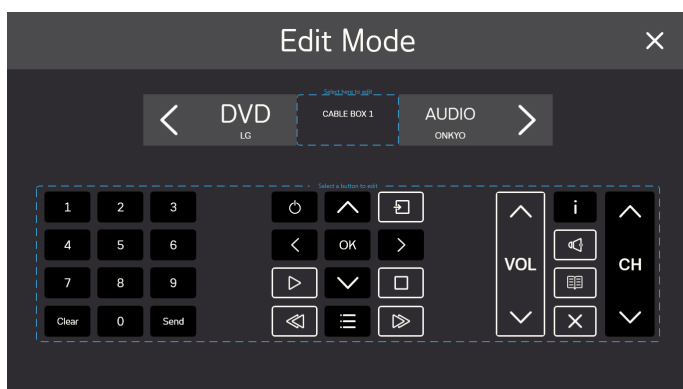 Edit Mode
Select here to edit
DVD
LG
CABLE BOX 1
AUDIO
ONKYO
Select a button to edit
1 2 3
i
4 5 6
OK
VOL
CH
7 8 9
Clear 0 Send